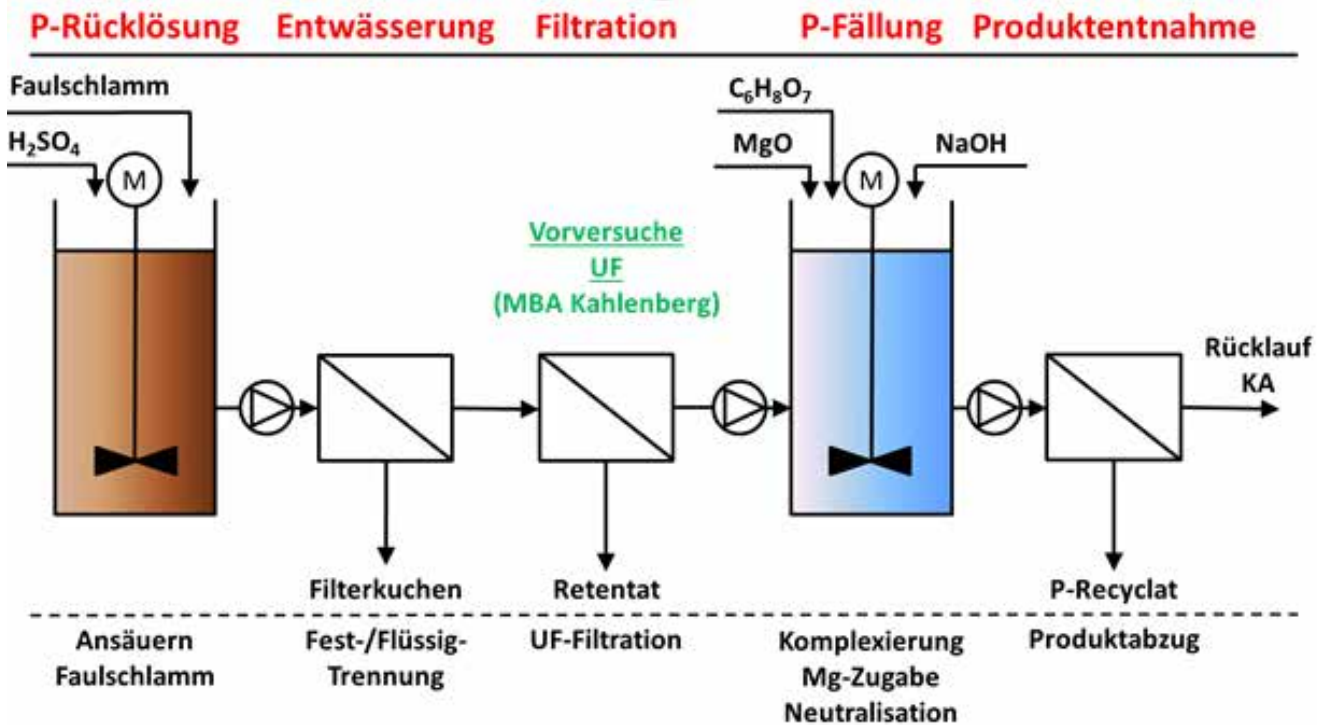 P-Rücklösung Entwässerung Filtration P-Fällung Produktentnahme
Faulschlamm
H₂SO₄
M
C₆H₈O₇
MgO
M
NaOH
Vorversuche
UF
(MBA Kahlenberg)
Rücklauf
KA
Filterkuchen
Retentat
P-Recyclat
Ansäuern
Faulschlamm
Fest-/Flüssig-
Trennung
UF-Filtration
Komplexierung
Mg-Zugabe
Neutralisation
Produktabzug